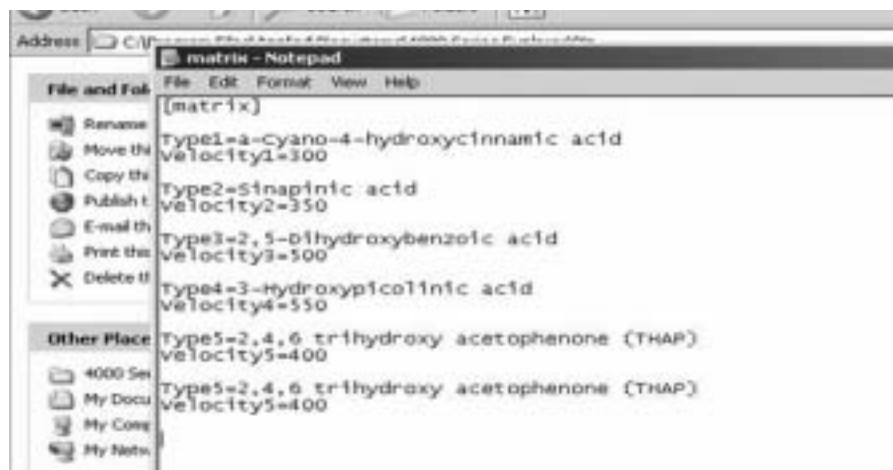 Address
matrix - Notepad
File Edit Format View Help
[matrix]
Type1=a-Cyano-4-hydroxycinnamic acid
Velocity1=300
Type2=Sinapinic acid
Velocity2=350
Type3=2,5-Dihydroxybenzoic acid
Velocity3=500
Type4=3-Hydroxypicolinic acid
Velocity4=550
Type5=2,4,6 trihydroxy acetophenone (THAP)
Velocity5=400
Type5=2,4,6 trihydroxy acetophenone (THAP)
Velocity5=400
File and Fol
Rename
Move thi
Copy thi
Publish t
E-mail th
Print this
Delete t
Other Place
4000 Ser
My Docu
My Comp
My Netw